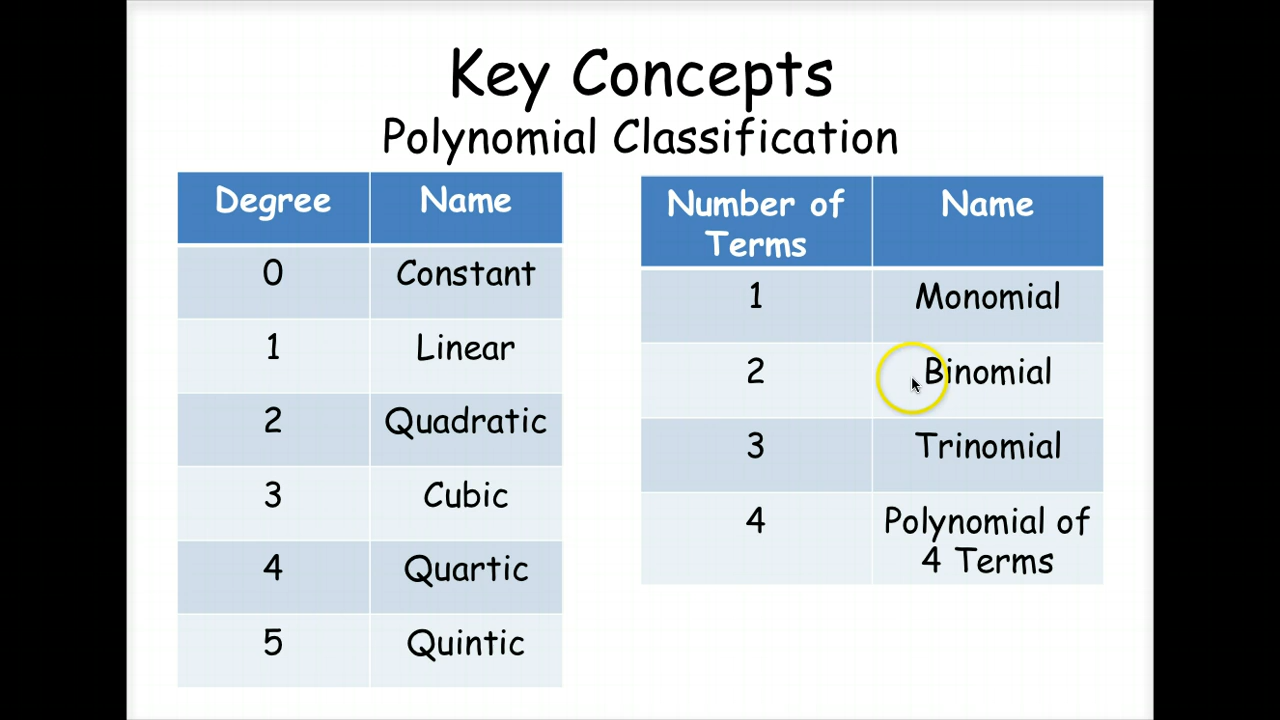 Key Concepts
Polynomial Classification
Degree Name
0 Constant
1 Linear
2 Quadratic
3 Cubic
4 Quartic
5 Quintic
Number of
Terms
Name
1 Monomial
2 Binomial
3 Trinomial
4 Polynomial of
4 Terms